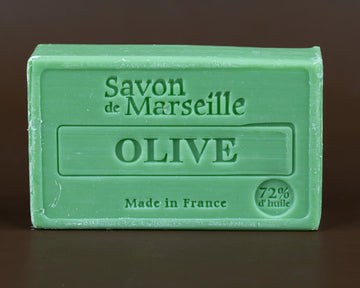 Savon
de Marseille
OLIVE
72%
d'huile
Made in France